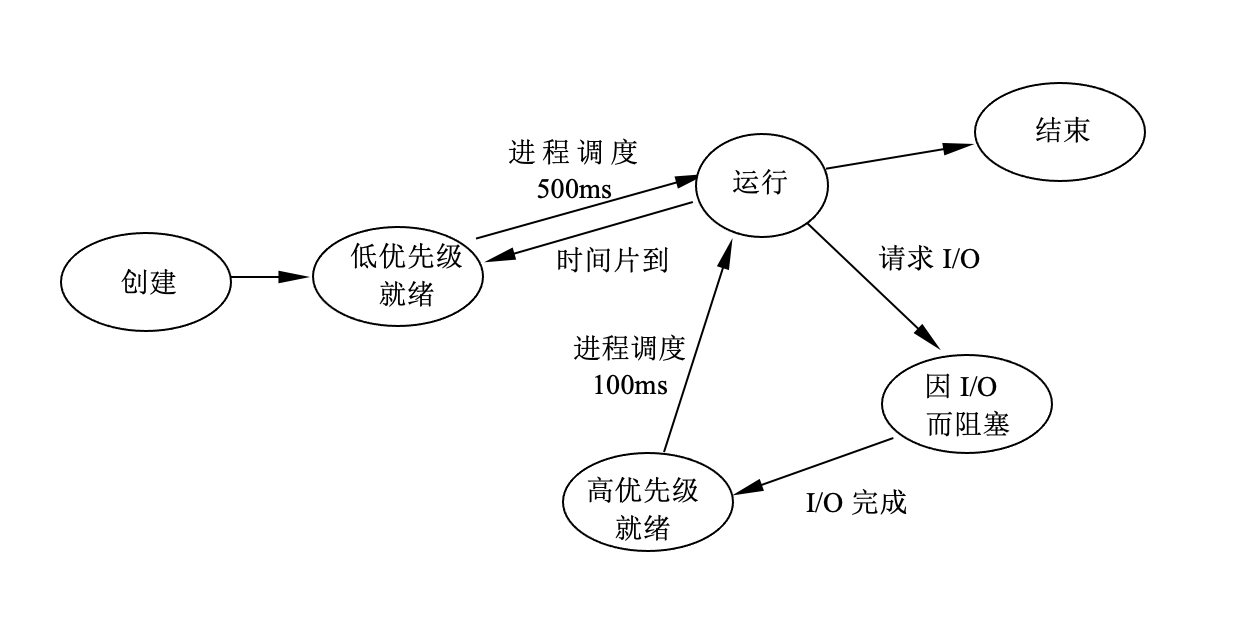 结束
进程调度
500ms
运行
低优先级
就绪
时间片到
请求 I/O
创建
进程调度
100ms
因 I/O
而阻塞
高优先级
就绪
I/O 完成